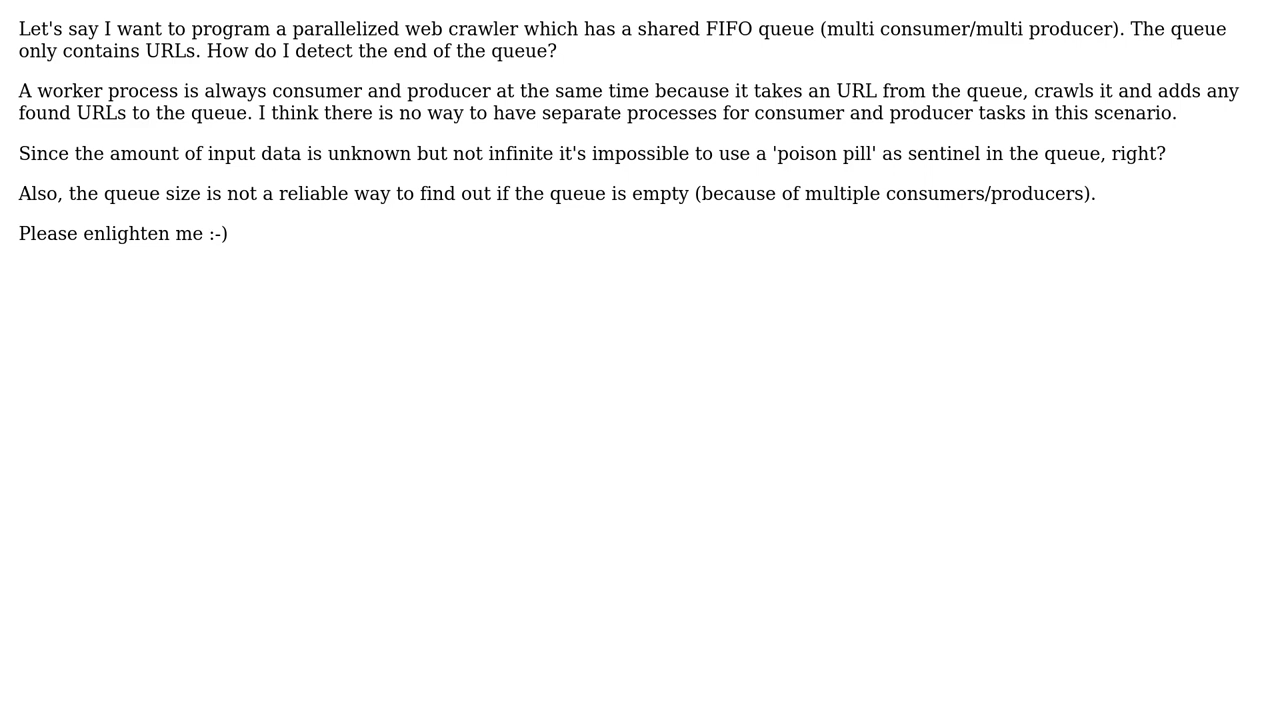 Let's say I want to program a parallelized web crawler which has a shared FIFO queue (multi consumer/multi producer). The queue
only contains URLs. How do I detect the end of the queue?
A worker process is always consumer and producer at the same time because it takes an URL from the queue, crawls it and adds any
found URLs to the queue. I think there is no way to have separate processes for consumer and producer tasks in this scenario.
Since the amount of input data is unknown but not infinite it's impossible to use a 'poison pill' as sentinel in the queue, right?
Also, the queue size is not a reliable way to find out if the queue is empty (because of multiple consumers/producers).
Please enlighten me :-)